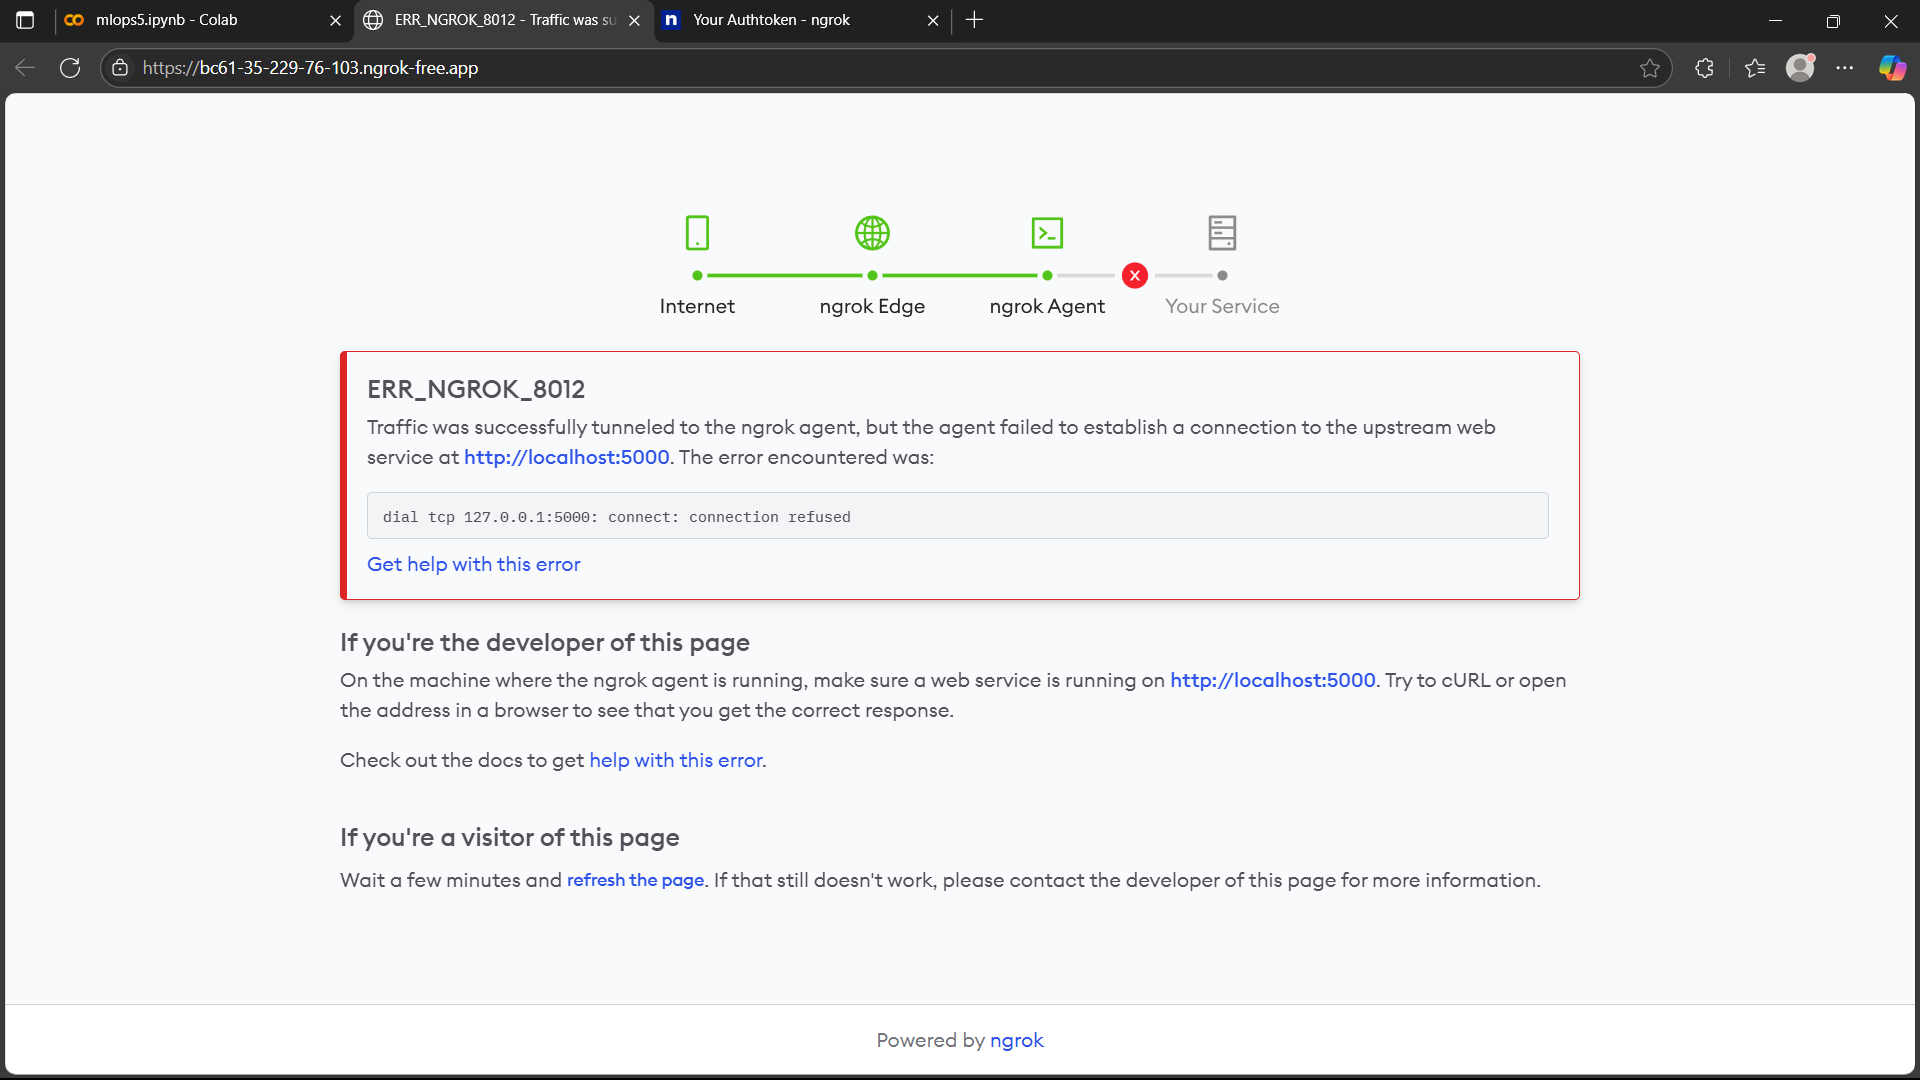 mlops5.ipynb - Colab
ERR_NGROK_8012 - Traffic was su
Your Authtoken - ngrok
https://bc61-35-229-76-103.ngrok-free.app
Internet
ngrok Edge
ngrok Agent
Your Service
ERR_NGROK_8012
Traffic was successfully tunneled to the ngrok agent, but the agent failed to establish a connection to the upstream web
service at http://localhost:5000. The error encountered was:
dial tcp 127.0.0.1:5000: connect: connection refused
Get help with this error
If you're the developer of this page
On the machine where the ngrok agent is running, make sure a web service is running on http://localhost:5000. Try to cURL or open
the address in a browser to see that you get the correct response.
Check out the docs to get help with this error.
If you're a visitor of this page
Wait a few minutes and refresh the page. If that still doesn't work, please contact the developer of this page for more information.
Powered by ngrok